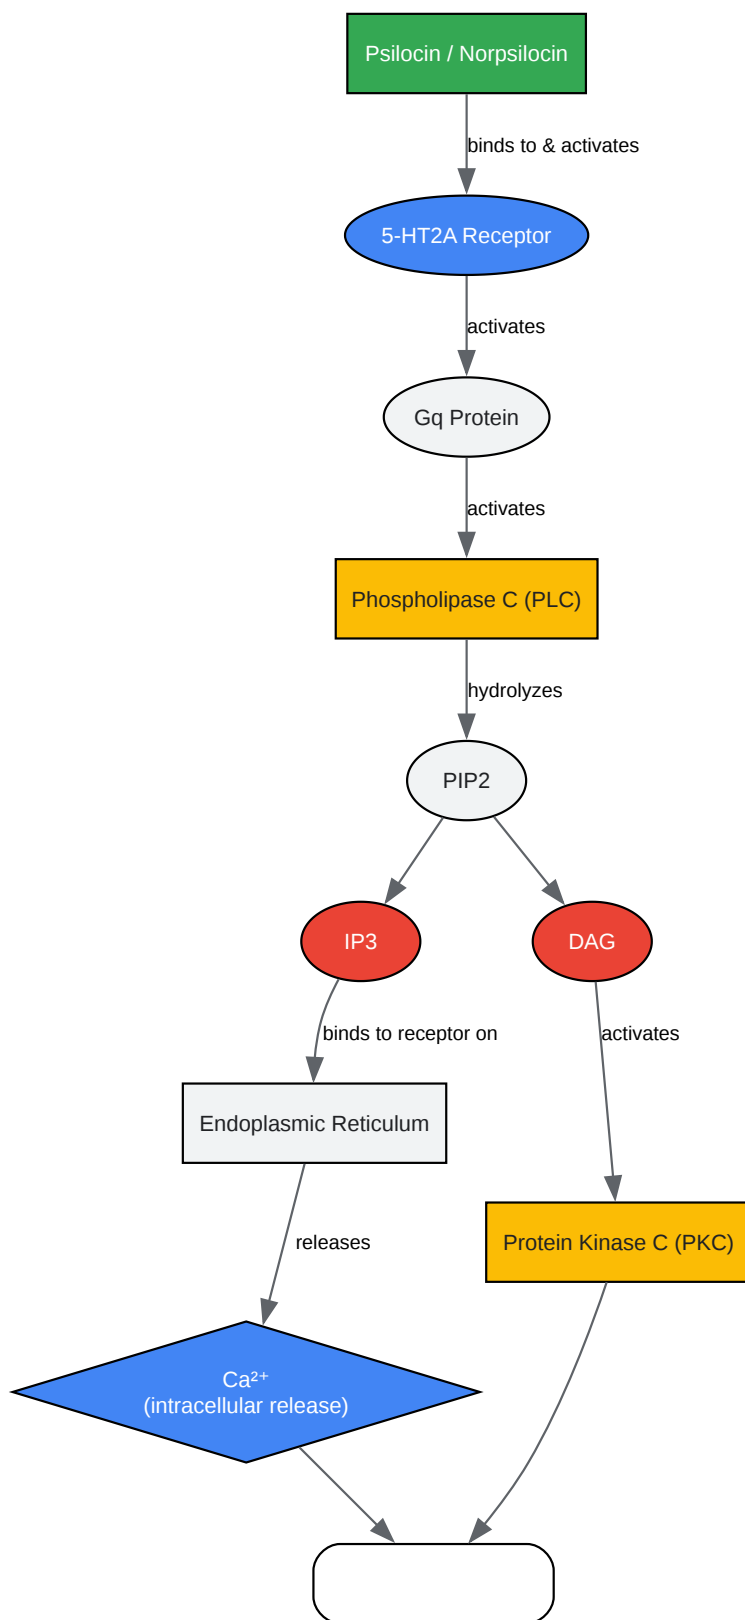 Psilocin / Norpsilocin
binds to & activates
5-HT2A Receptor
activates
Gq Protein
activates
Phospholipase C (PLC)
hydrolyzes
PIP2
IP3
DAG
binds to receptor on
activates
Endoplasmic Reticulum
Protein Kinase C (PKC)
releases
Ca²⁺
(intracellular release)